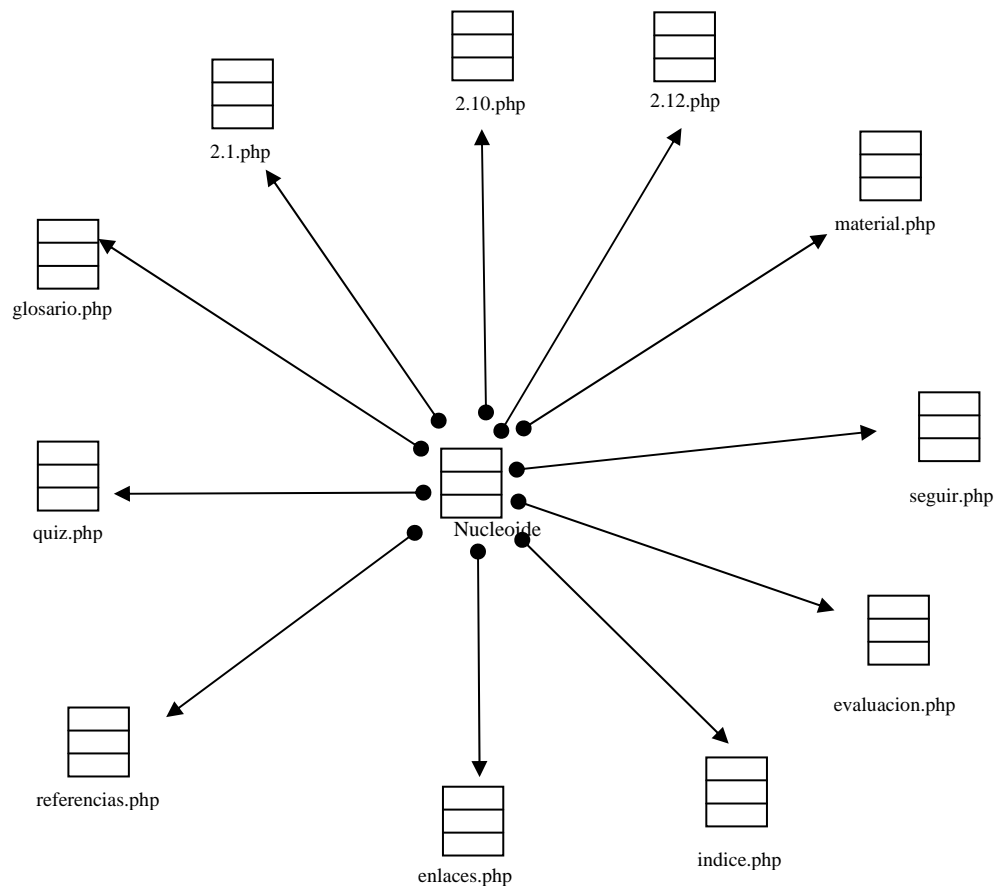 2.10.php
2.12.php
2.1.php
material.php
glosario.php
seguir.php
quiz.php
Nucleoide
evaluacion.php
referencias.php
indice.php
enlaces.php